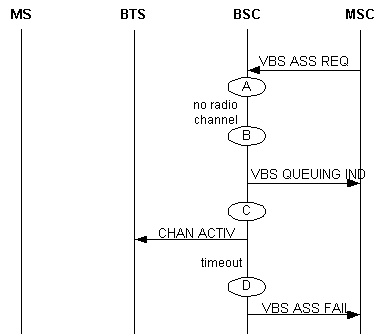 MS BTS BSC MSC
VBS ASS REQ
A
no radio
channel
B
VBS QUEUING IND
C
CHAN ACTIV
timeout
D
VBS ASS FAIL